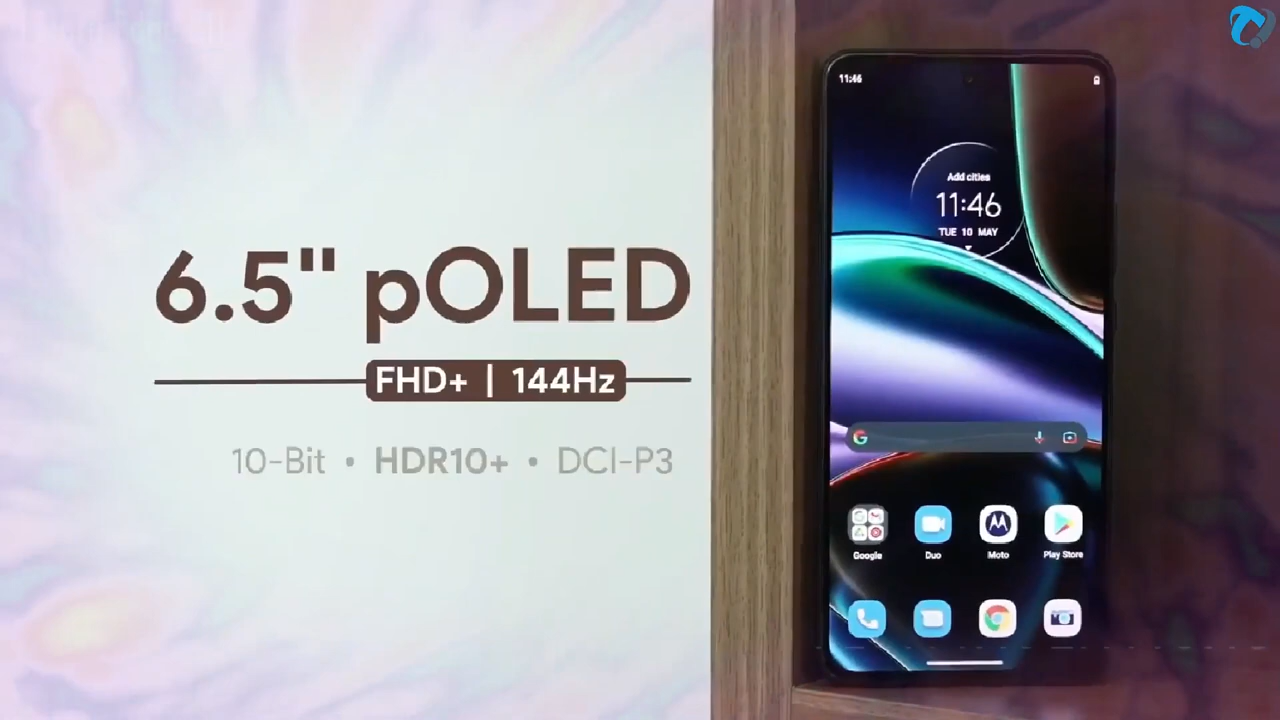 6.5" pOLED
FHD+ | 144Hz
10-Bit • HDR10+ • DCI-P3
11:46
Add cities
11:46
TUE 10 MAY
Google Duo Moto Play Store